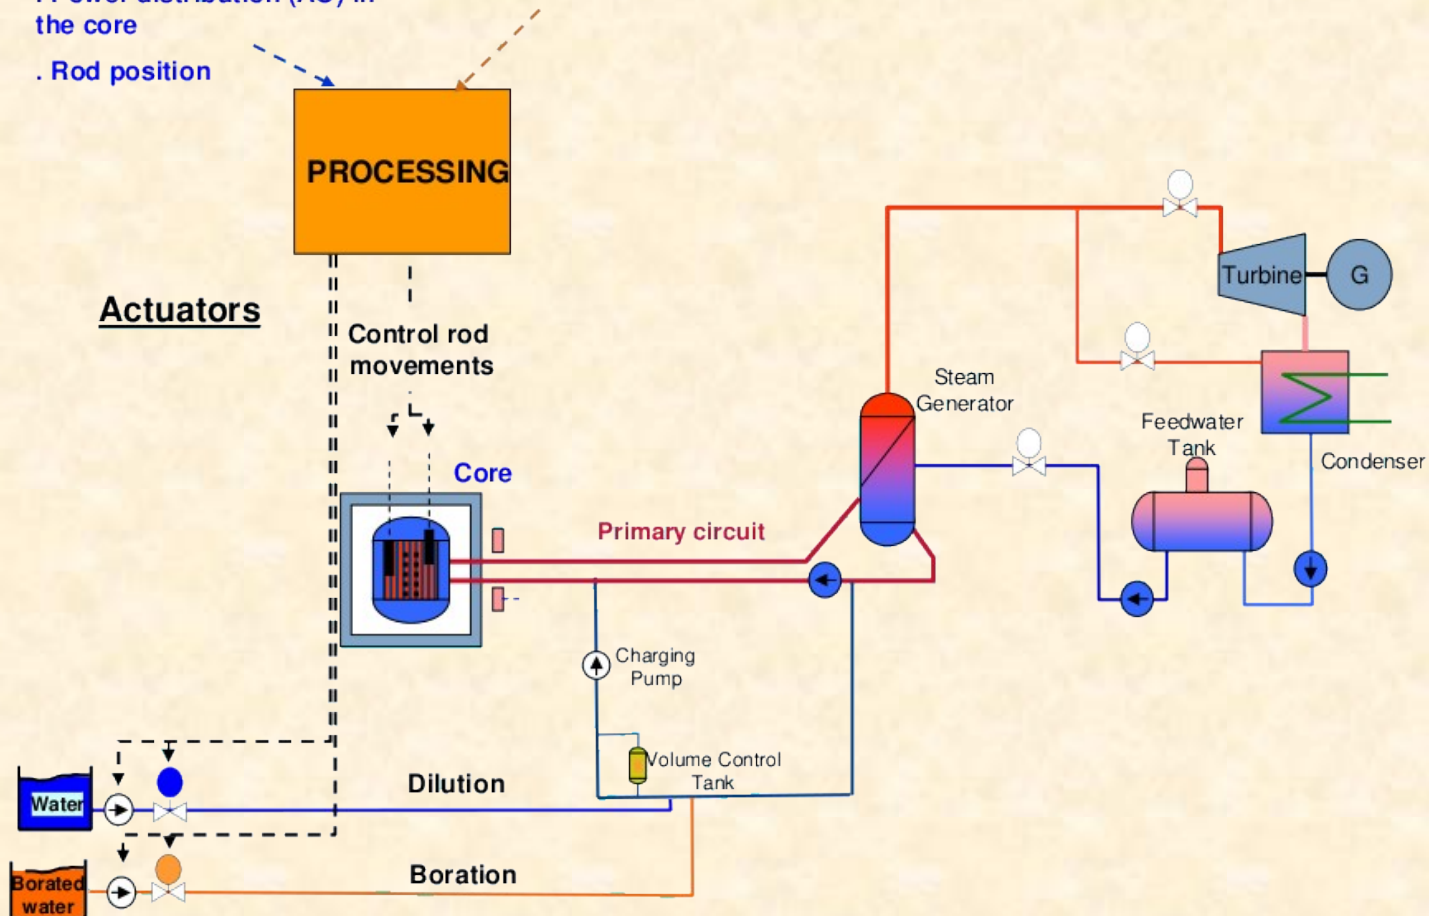 the core
. Rod position
PROCESSING
Actuators
Control rod
movements
Core
Primary circuit
Steam
Generator
Turbine
G
Feedwater
Tank
Condenser
Charging
Pump
Volume Control
Tank
Water
Dilution
Borated
water
Boration